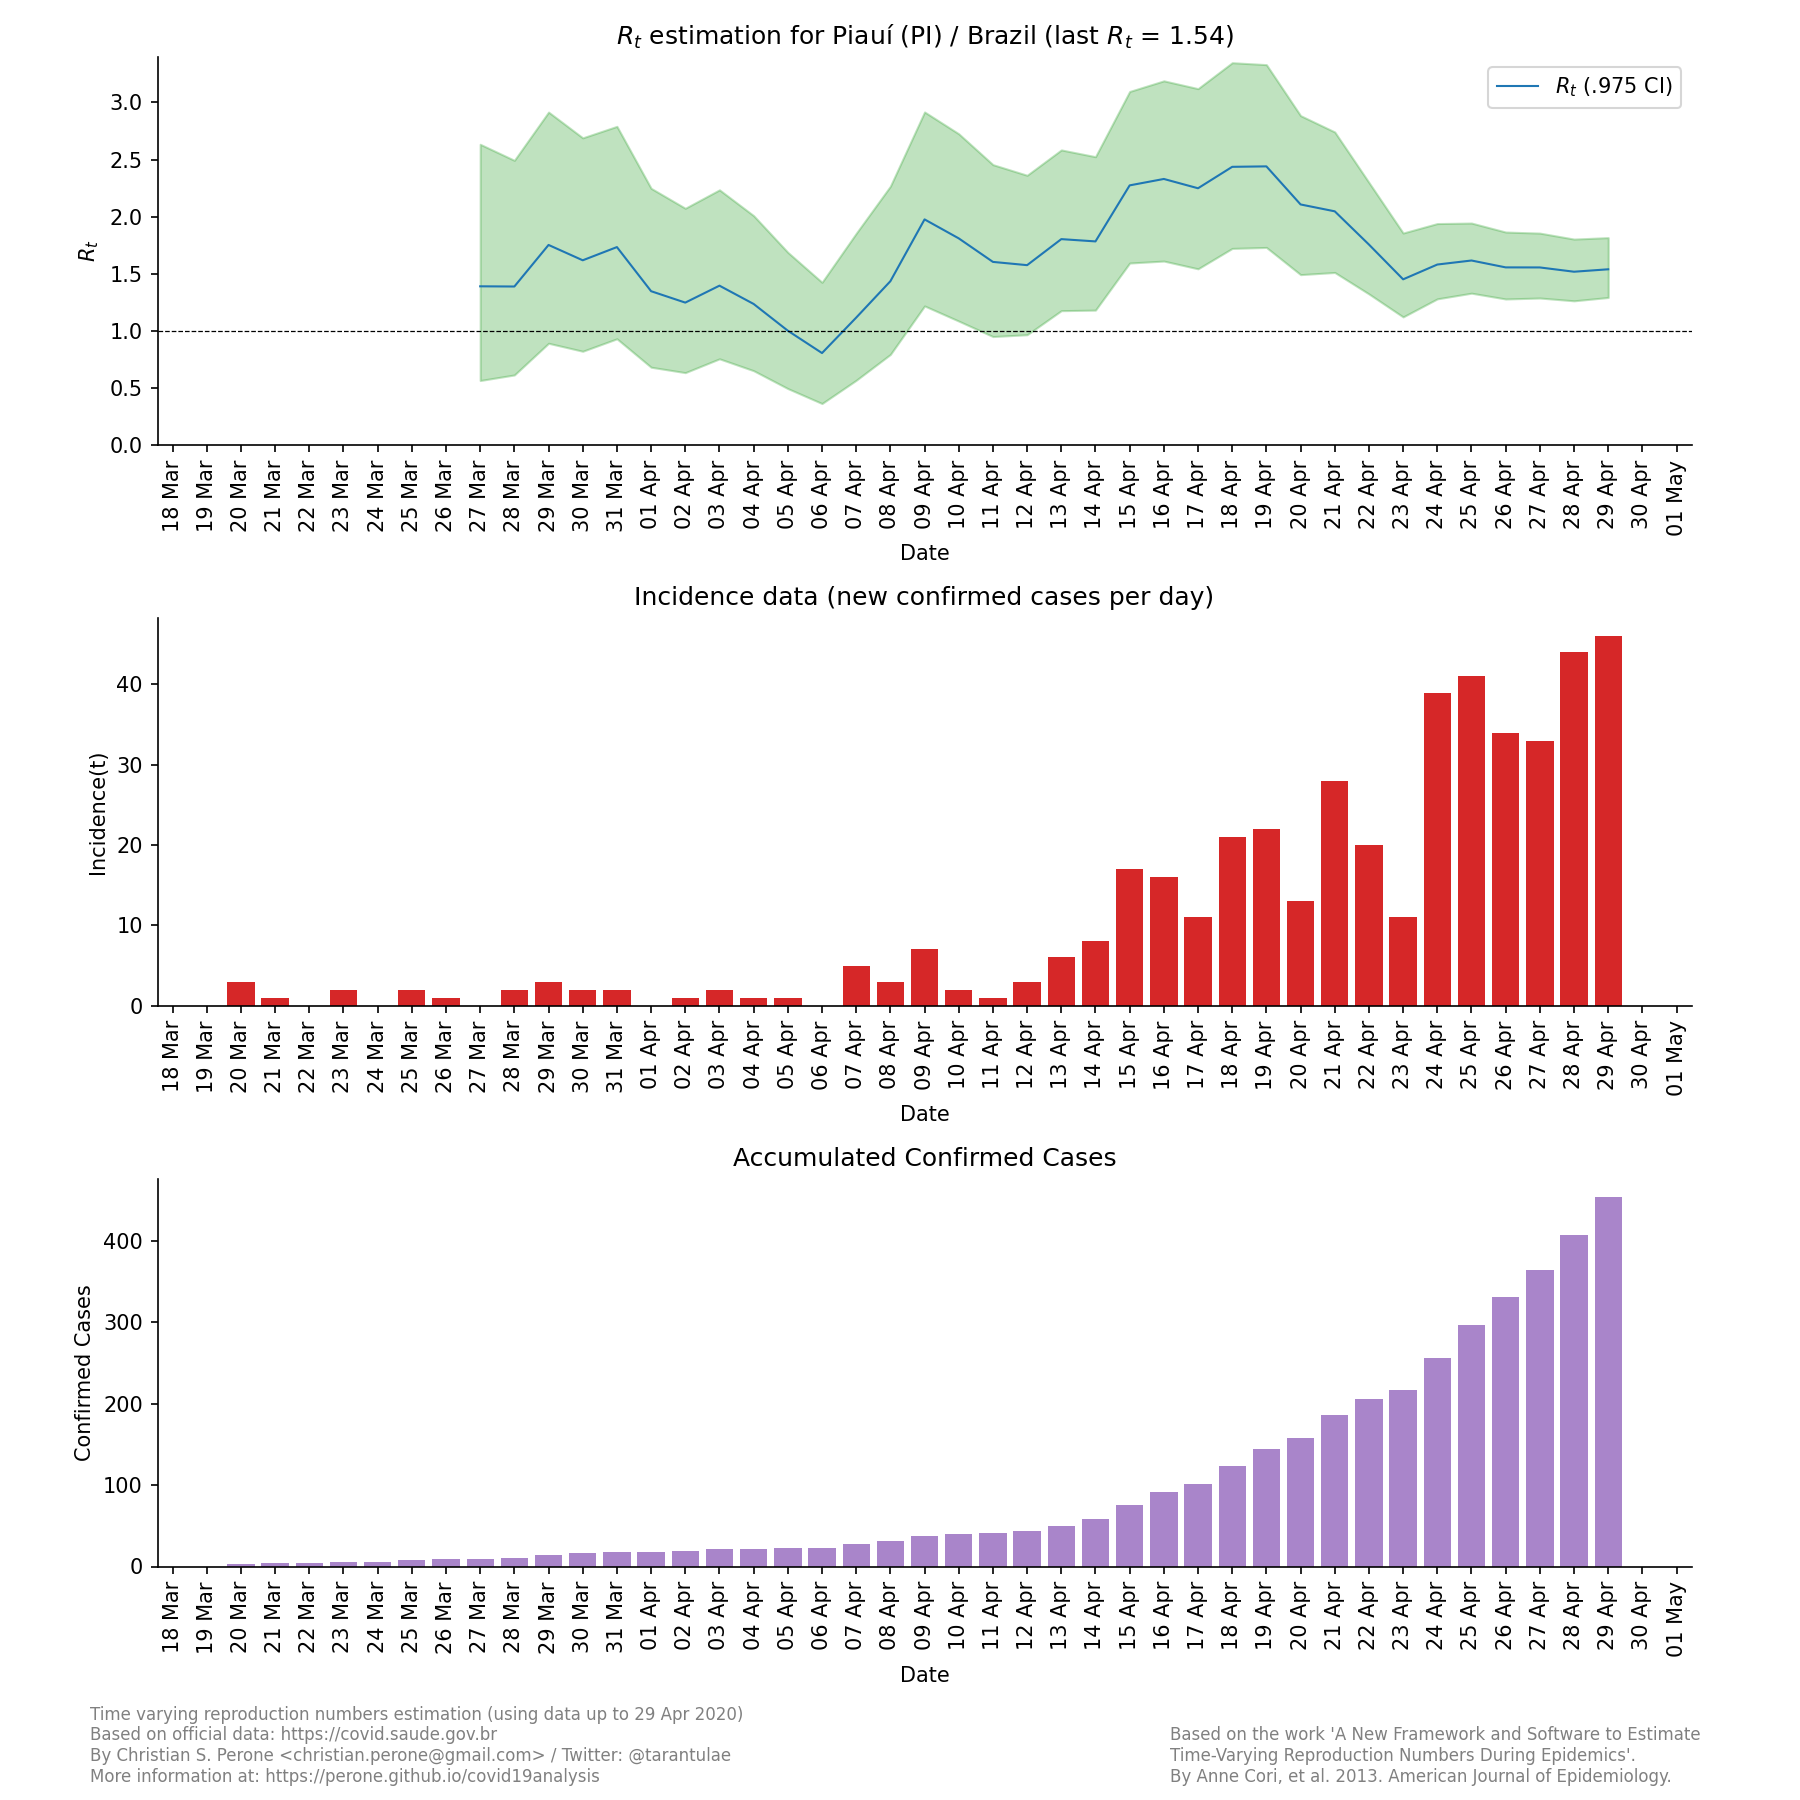 R_t estimation for Piauí (PI) / Brazil (last R_t = 1.54)
R_t (.975 CI)
R_t
3.0
2.5
2.0
1.5
1.0
0.5
0.0
18 Mar
19 Mar
20 Mar
21 Mar
22 Mar
23 Mar
24 Mar
25 Mar
26 Mar
27 Mar
28 Mar
29 Mar
30 Mar
31 Mar
01 Apr
02 Apr
03 Apr
04 Apr
05 Apr
06 Apr
07 Apr
08 Apr
09 Apr
10 Apr
11 Apr
12 Apr
13 Apr
14 Apr
15 Apr
16 Apr
17 Apr
18 Apr
19 Apr
20 Apr
21 Apr
22 Apr
23 Apr
24 Apr
25 Apr
26 Apr
27 Apr
28 Apr
29 Apr
30 Apr
01 May
Date
Incidence data (new confirmed cases per day)
Incidence(t)
40
30
20
10
0
18 Mar
19 Mar
20 Mar
21 Mar
22 Mar
23 Mar
24 Mar
25 Mar
26 Mar
27 Mar
28 Mar
29 Mar
30 Mar
31 Mar
01 Apr
02 Apr
03 Apr
04 Apr
05 Apr
06 Apr
07 Apr
08 Apr
09 Apr
10 Apr
11 Apr
12 Apr
13 Apr
14 Apr
15 Apr
16 Apr
17 Apr
18 Apr
19 Apr
20 Apr
21 Apr
22 Apr
23 Apr
24 Apr
25 Apr
26 Apr
27 Apr
28 Apr
29 Apr
30 Apr
01 May
Date
Accumulated Confirmed Cases
Confirmed Cases
400
300
200
100
0
18 Mar
19 Mar
20 Mar
21 Mar
22 Mar
23 Mar
24 Mar
25 Mar
26 Mar
27 Mar
28 Mar
29 Mar
30 Mar
31 Mar
01 Apr
02 Apr
03 Apr
04 Apr
05 Apr
06 Apr
07 Apr
08 Apr
09 Apr
10 Apr
11 Apr
12 Apr
13 Apr
14 Apr
15 Apr
16 Apr
17 Apr
18 Apr
19 Apr
20 Apr
21 Apr
22 Apr
23 Apr
24 Apr
25 Apr
26 Apr
27 Apr
28 Apr
29 Apr
30 Apr
01 May
Date
Time varying reproduction numbers estimation (using data up to 29 Apr 2020)
Based on official data: https://covid.saude.gov.br
By Christian S. Perone <christian.perone@gmail.com> / Twitter: @tarantulae
More information at: https://perone.github.io/covid19analysis
Based on the work 'A New Framework and Software to Estimate
Time-Varying Reproduction Numbers During Epidemics'.
By Anne Cori, et al. 2013. American Journal of Epidemiology.